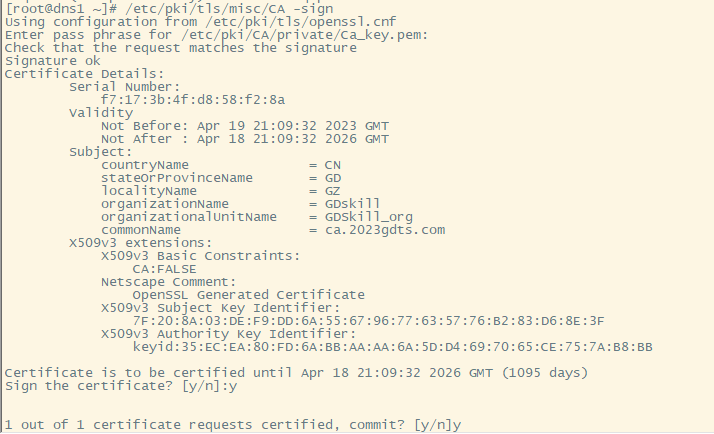 [root@dns1 ~]# /etc/pki/tls/misc/CA -sign
Using configuration from /etc/pki/tls/openssl.cnf
Enter pass phrase for /etc/pki/CA/private/Ca_key.pem:
Check that the request matches the signature
Signature ok
Certificate Details:
        Serial Number:
            f7:17:3b:4f:d8:58:f2:8a
        Validity
            Not Before: Apr 19 21:09:32 2023 GMT
            Not After : Apr 18 21:09:32 2026 GMT
        Subject:
            countryName               = CN
            stateOrProvinceName       = GD
            localityName              = GZ
            organizationName          = GDSkill
            organizationalUnitName    = GDSkill_org
            commonName                = ca.2023gdts.com
        X509v3 extensions:
            X509v3 Basic Constraints:
                CA:FALSE
            Netscape Comment:
                OpenSSL Generated Certificate
            X509v3 Subject Key Identifier:
                7F:20:8A:03:DE:F9:DD:6A:55:67:96:77:63:57:76:B2:83:D6:8E:3F
            X509v3 Authority Key Identifier:
                keyid:35:EC:EA:80:FD:6A:BB:AA:AA:6A:5D:D4:69:70:65:CE:75:7A:B8:BB
Certificate is to be certified until Apr 18 21:09:32 2026 GMT (1095 days)
Sign the certificate? [y/n]:y
1 out of 1 certificate requests certified, commit? [y/n]y